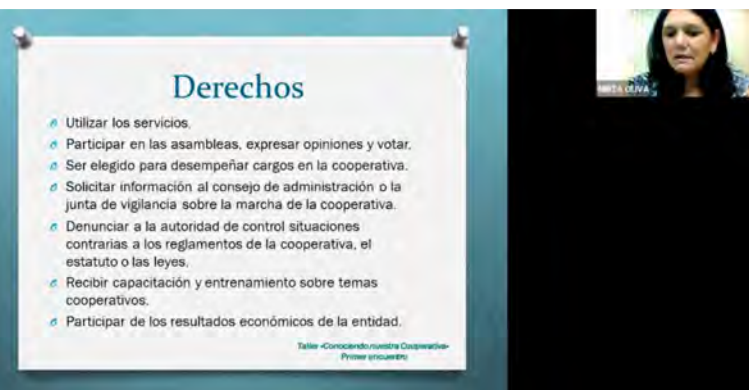 Derechos
Utilizar los servicios.
Participar en las asambleas, expresar opiniones y votar.
Ser elegido para desempeñar cargos en la cooperativa.
Solicitar información al consejo de administración o la
junta de vigilancia sobre la marcha de la cooperativa.
Denunciar a la autoridad de control situaciones
contrarias a los reglamentos de la cooperativa, el
estatuto o las leyes.
Recibir capacitación y entrenamiento sobre temas
cooperativos.
Participar de los resultados económicos de la entidad.
Taller «Conociendo nuestra Cooperativa»
Primer encuentro
OLIVA